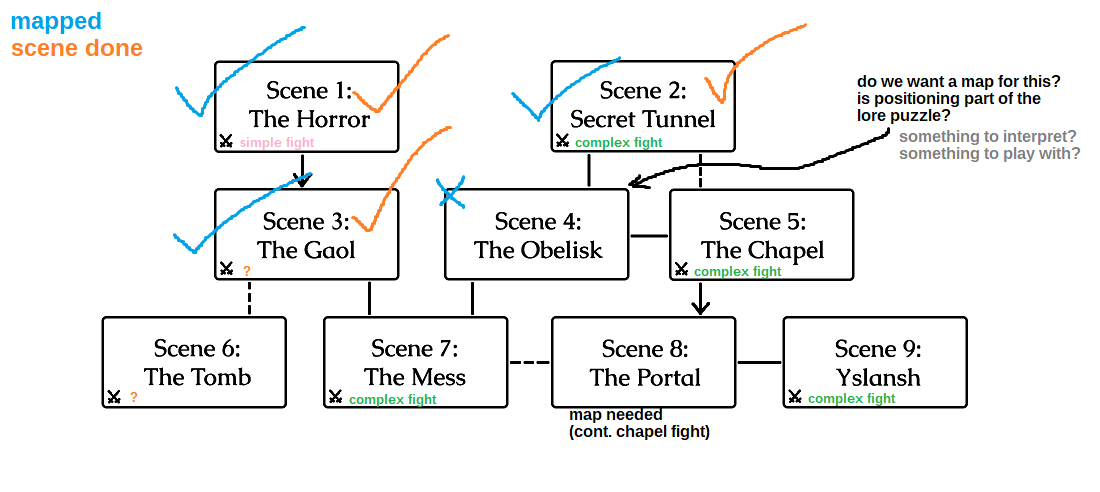 mapped
scene done
Scene 1:
The Horror
simple fight
Scene 2:
Secret Tunnel
complex fight
do we want a map for this?
is positioning part of the
lore puzzle?
something to interpret?
something to play with?
Scene 3:
The Gaol
?
Scene 4:
The Obelisk
Scene 5:
The Chapel
complex fight
Scene 6:
The Tomb
?
Scene 7:
The Mess
complex fight
Scene 8:
The Portal
map needed
(cont. chapel fight)
Scene 9:
Yslansh
complex fight